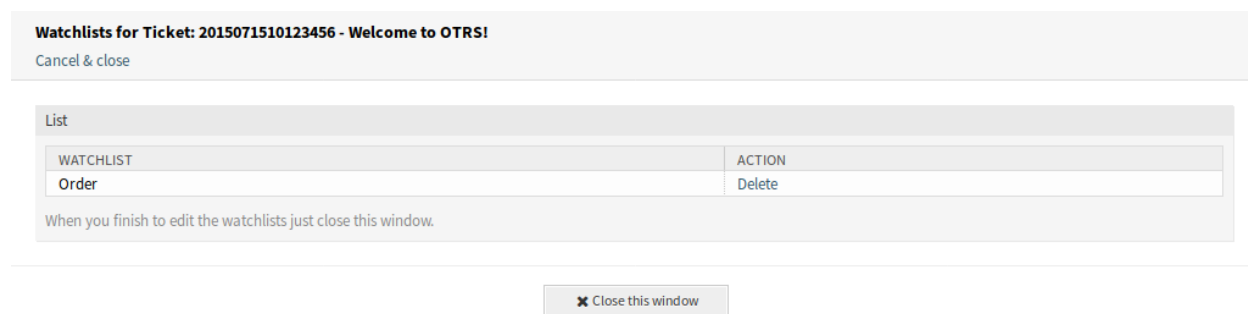 Watchlists for Ticket: 2015071510123456 - Welcome to OTRS!
Cancel & close
List
WATCHLIST ACTION
Order Delete
When you finish to edit the watchlists just close this window.
✖ Close this window